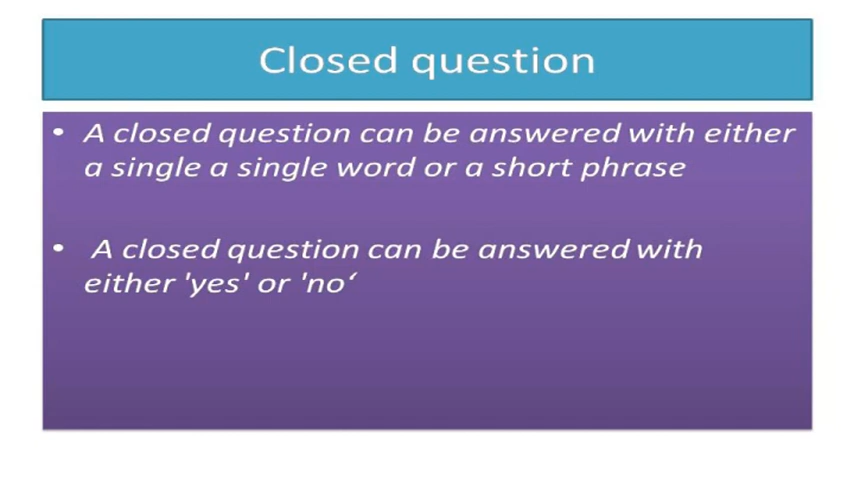 Closed question
• A closed question can be answered with either
a single a single word or a short phrase
• A closed question can be answered with
either 'yes' or 'no‘